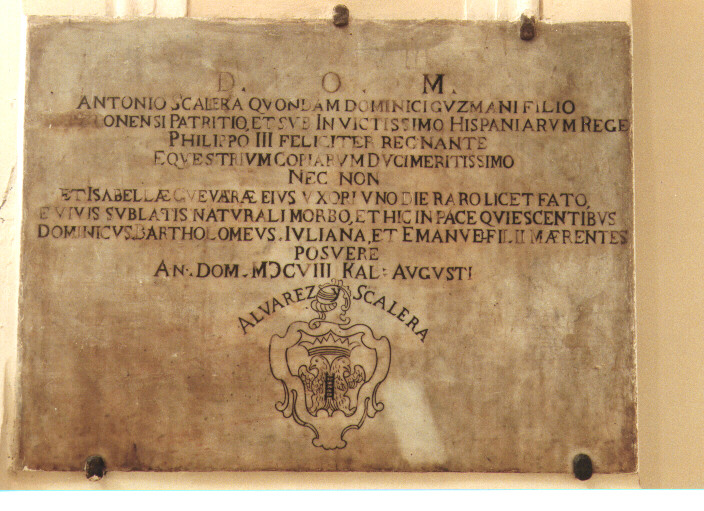 D. O. M.
ANTONIO SCALERA QVONDAM DOMINICI GVZMANI FILIO
ONENSI PATRITIO, ET SVB INVICTISSIMO HISPANIARVM REGE
PHILIPPO III FELICITER REGNANTE
EQVESTRIVM COPIARVM DVCI MERITISSIMO
NEC NON
ET ISABELLÆ GVEVARÆ EIVS VXORI VNO DIE RARO LICET FATO,
E VIVIS SVBLATIS NATVRALI MORBO, ET HIC IN PACE QVIESCENTIBVS
DOMINICVS. BARTHOLOMEVS. IVLIANA, ET EMANVEL FILII MÆRENTES
POSVERE
AN. DOM. MƆCVIII KAL: AVGVSTI
ALVAREZ SCALERA